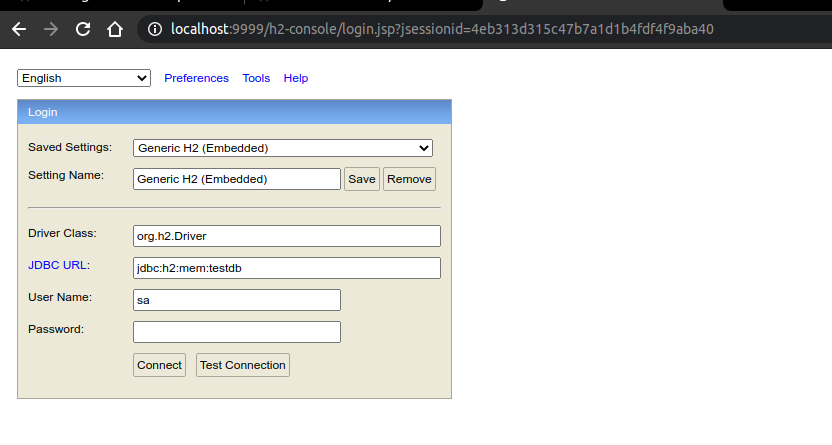 localhost:9999/h2-console/login.jsp?jsessionid=4eb313d315c47b7a1d1b4fdf4f9aba40
English Preferences Tools Help
Login
Saved Settings: Generic H2 (Embedded)
Setting Name: Generic H2 (Embedded) Save Remove
Driver Class: org.h2.Driver
JDBC URL: jdbc:h2:mem:testdb
User Name: sa
Password:
Connect Test Connection